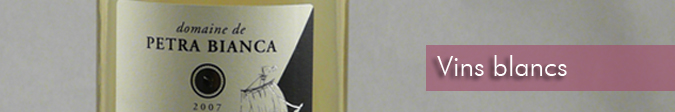 domaine de
PETRA BIANCA
2007
Vins blancs